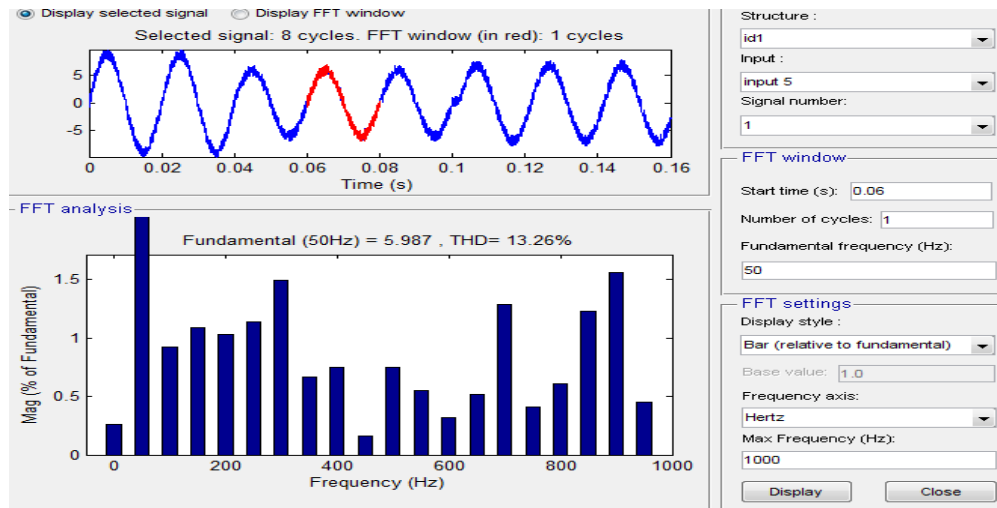 Display selected signal Display FFT window
Selected signal: 8 cycles. FFT window (in red): 1 cycles
5
0
-5
0 0.02 0.04 0.06 0.08 0.1 0.12 0.14 0.16
Time (s)
FFT analysis
Fundamental (50Hz) = 5.987 , THD= 13.26%
Mag (% of Fundamental)
1.5
1
0.5
0
0 200 400 600 800 1000
Frequency (Hz)
Structure :
id1
Input :
input 5
Signal number:
1
FFT window
Start time (s): 0.06
Number of cycles: 1
Fundamental frequency (Hz):
50
FFT settings
Display style :
Bar (relative to fundamental)
Base value: 1.0
Frequency axis:
Hertz
Max Frequency (Hz):
1000
Display Close